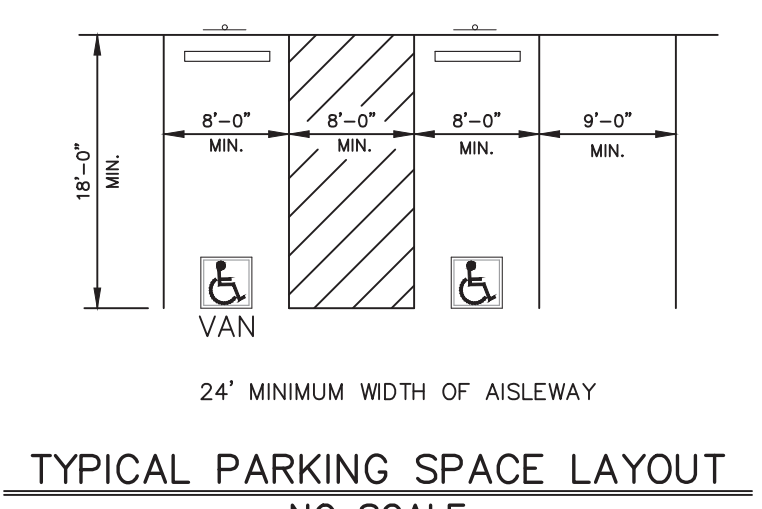 8'-0"
MIN.
8'-0"
MIN.
8'-0"
MIN.
9'-0"
MIN.
18'-0"
MIN.
VAN
24' MINIMUM WIDTH OF AISLEWAY
TYPICAL PARKING SPACE LAYOUT
NO SCALE